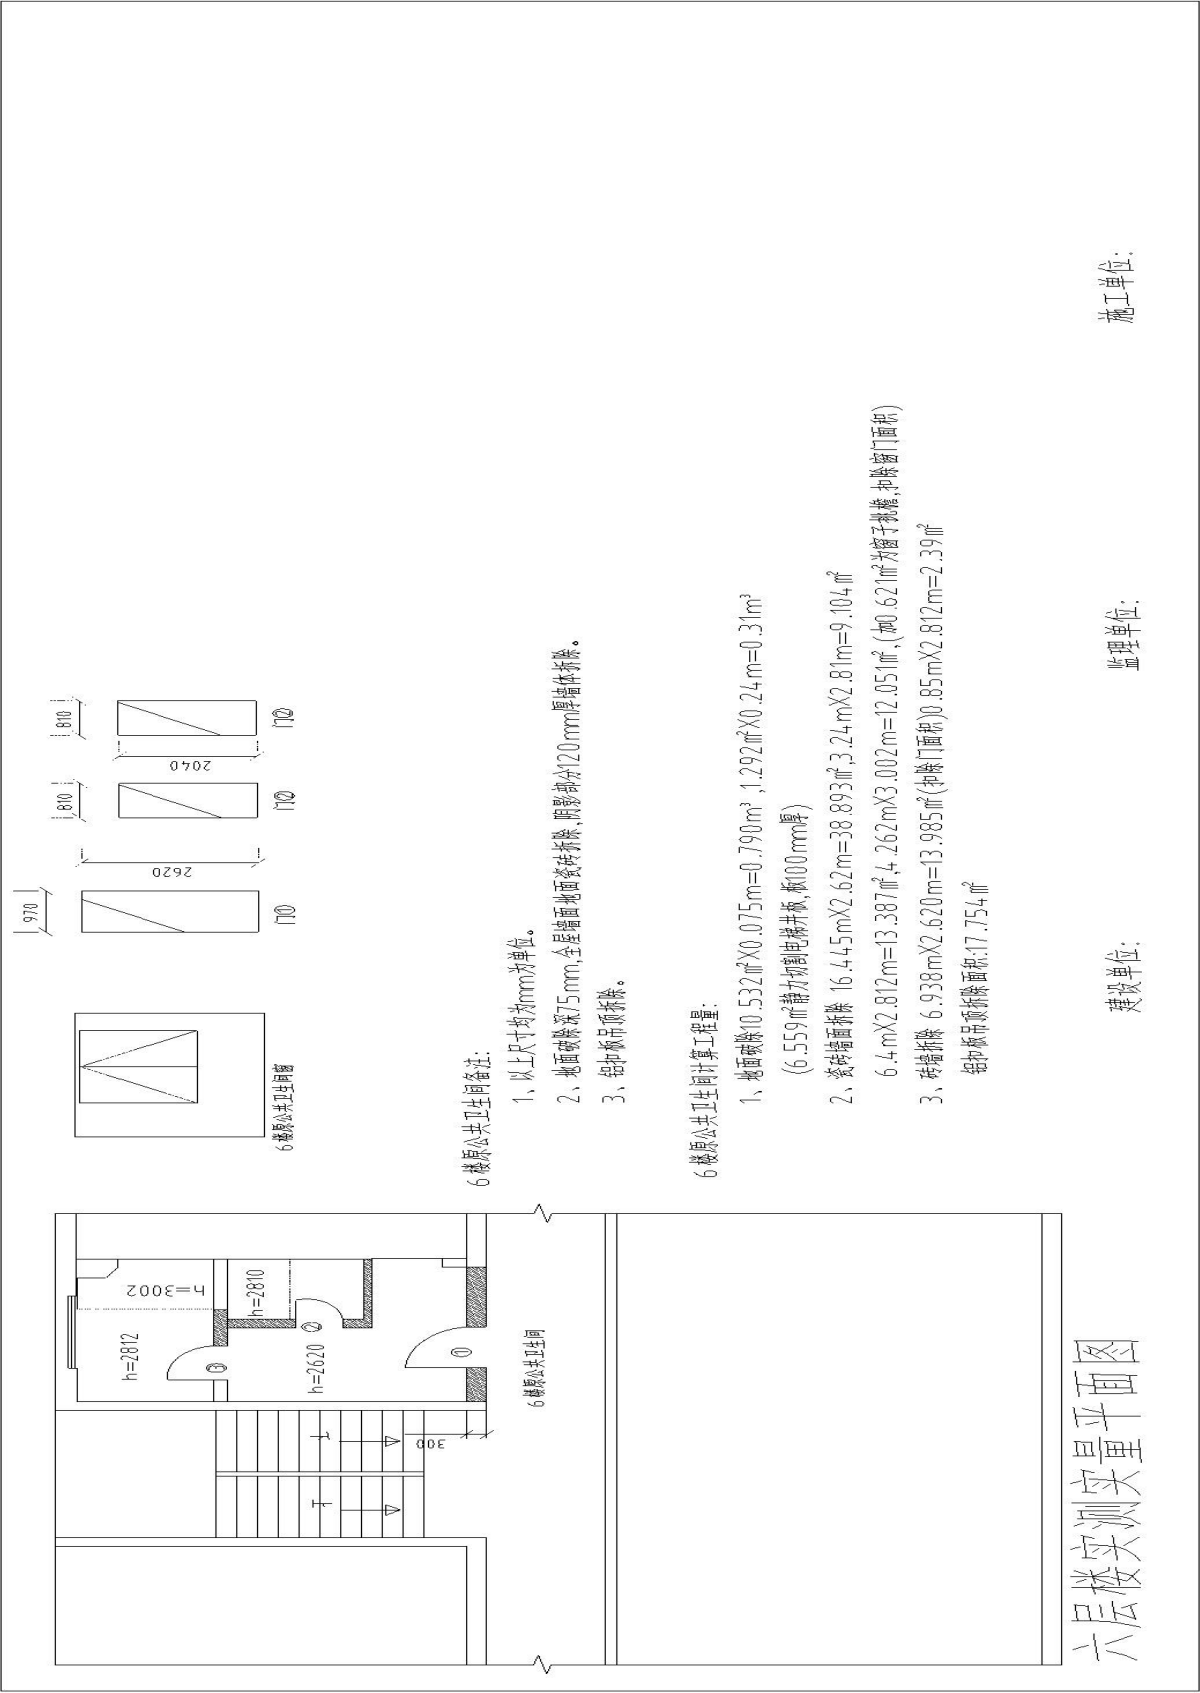 970
810
810
2620
2040
门①
门②
门②
6楼原公共卫生间窗
h=2812
h=3002
③
h=2810
h=2620
②
①
300
6楼原公共卫生间
6楼原公共卫生间备注:
1、以上尺寸均为mm为单位。
2、地面破除深75mm,全屋墙面地面瓷砖拆除,阴影部分120mm厚墙体拆除。
3、铝扣板吊顶拆除。
6楼原公共卫生间计算工程量:
1、地面破除10.532㎡X0.075m=0.790m³,1.292㎡X0.24m=0.31m³
(6.559㎡静力切割电梯井板,板100mm厚)
2、瓷砖墙面拆除 16.445mX2.62m=38.893㎡,3.24mX2.81m=9.104㎡
6.4mX2.812m=13.387㎡,4.262mX3.002m=12.051㎡,(加0.621㎡为窗子挑檐,扣除窗门面积)
3、砖墙拆除 6.938mX2.620m=13.985㎡(扣除门面积)0.85mX2.812m=2.39㎡
铝扣板吊顶拆除面积:17.754㎡
六层楼实测实量平面图
建设单位:
监理单位:
施工单位: